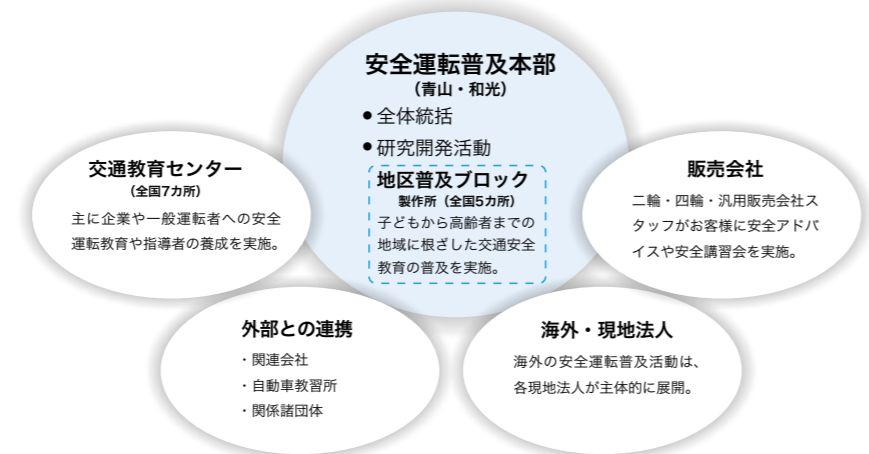 安全運転普及本部
（青山・和光）
●全体統括
●研究開発活動
地区普及ブロック
製作所（全国5カ所）
子どもから高齢者までの
地域に根ざした交通安全
教育の普及を実施。
交通教育センター
（全国7カ所）
主に企業や一般運転者への安全
運転教育や指導者の養成を実施。
販売会社
二輪・四輪・汎用販売会社ス
タッフがお客様に安全アドバ
イスや安全講習会を実施。
外部との連携
・関連会社
・自動車教習所
・関係諸団体
海外・現地法人
海外の安全運転普及活動は、
各現地法人が主体的に展開。